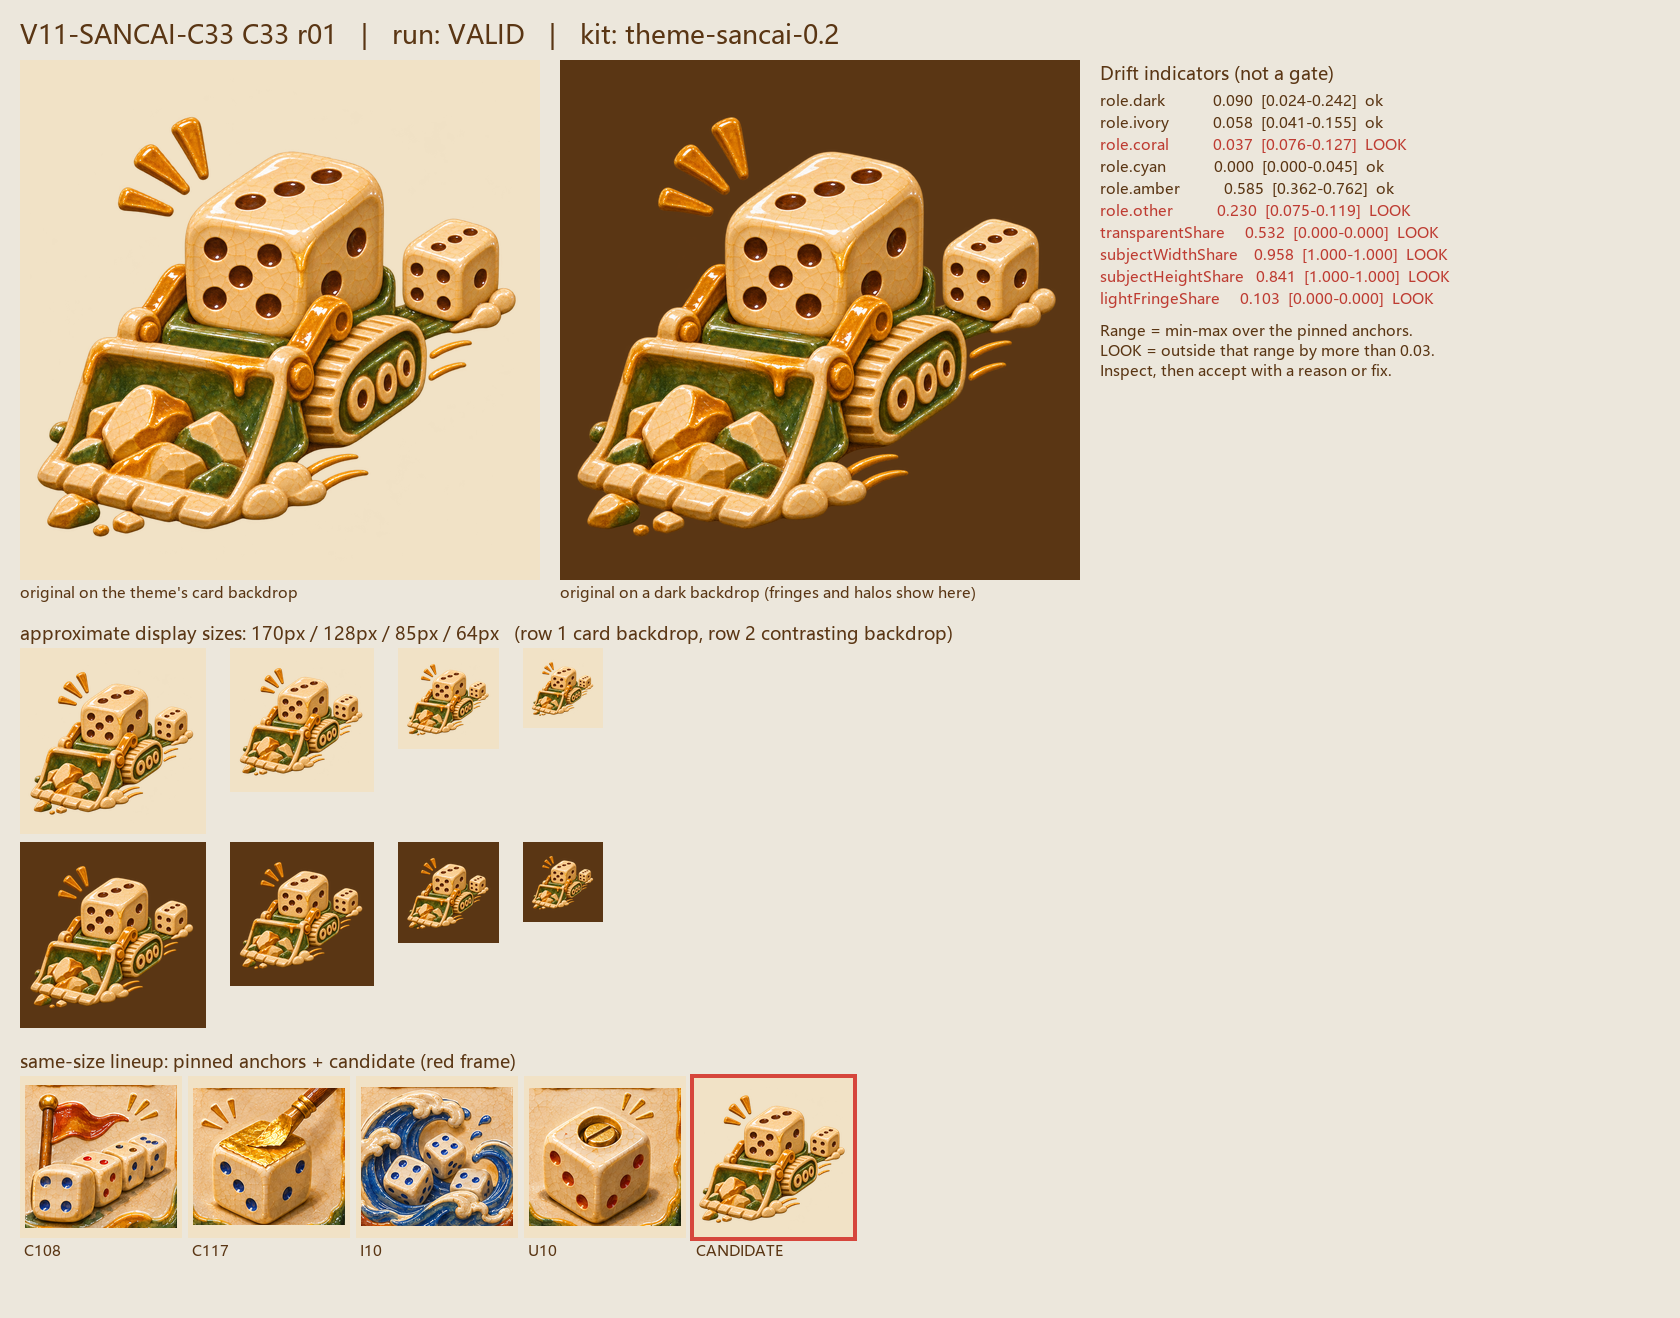 V11-SANCAI-C33 C33 r01 | run: VALID | kit: theme-sancai-0.2
Drift indicators (not a gate)
role.dark 0.090 [0.024-0.242] ok
role.ivory 0.058 [0.041-0.155] ok
role.coral 0.037 [0.076-0.127] LOOK
role.cyan 0.000 [0.000-0.045] ok
role.amber 0.585 [0.362-0.762] ok
role.other 0.230 [0.075-0.119] LOOK
transparentShare 0.532 [0.000-0.000] LOOK
subjectWidthShare 0.958 [1.000-1.000] LOOK
subjectHeightShare 0.841 [1.000-1.000] LOOK
lightFringeShare 0.103 [0.000-0.000] LOOK
Range = min-max over the pinned anchors.
LOOK = outside that range by more than 0.03.
Inspect, then accept with a reason or fix.
original on the theme's card backdrop
original on a dark backdrop (fringes and halos show here)
approximate display sizes: 170px / 128px / 85px / 64px (row 1 card backdrop, row 2 contrasting backdrop)
same-size lineup: pinned anchors + candidate (red frame)
C108
C117
I10
U10
CANDIDATE